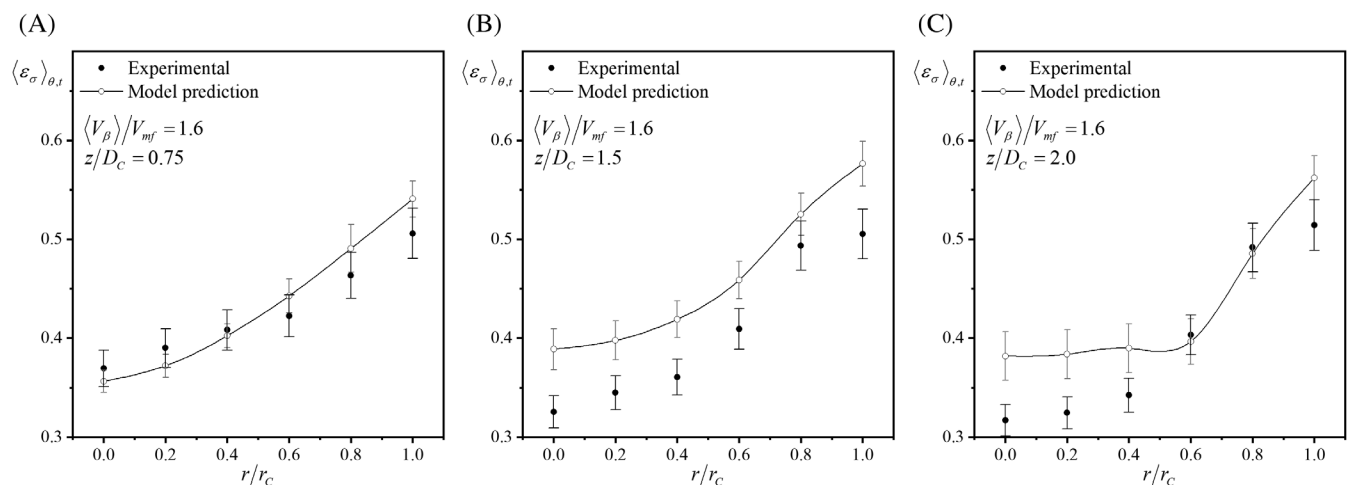 (A)
⟨ε_σ⟩_θ,t
Experimental
Model prediction
⟨V_β⟩/V_mf = 1.6
z/D_C = 0.75
0.6
0.5
0.4
0.3
0.0 0.2 0.4 0.6 0.8 1.0
r/r_C
(B)
⟨ε_σ⟩_θ,t
Experimental
Model prediction
⟨V_β⟩/V_mf = 1.6
z/D_C = 1.5
0.6
0.5
0.4
0.3
0.0 0.2 0.4 0.6 0.8 1.0
r/r_C
(C)
⟨ε_σ⟩_θ,t
Experimental
Model prediction
⟨V_β⟩/V_mf = 1.6
z/D_C = 2.0
0.6
0.5
0.4
0.3
0.0 0.2 0.4 0.6 0.8 1.0
r/r_C